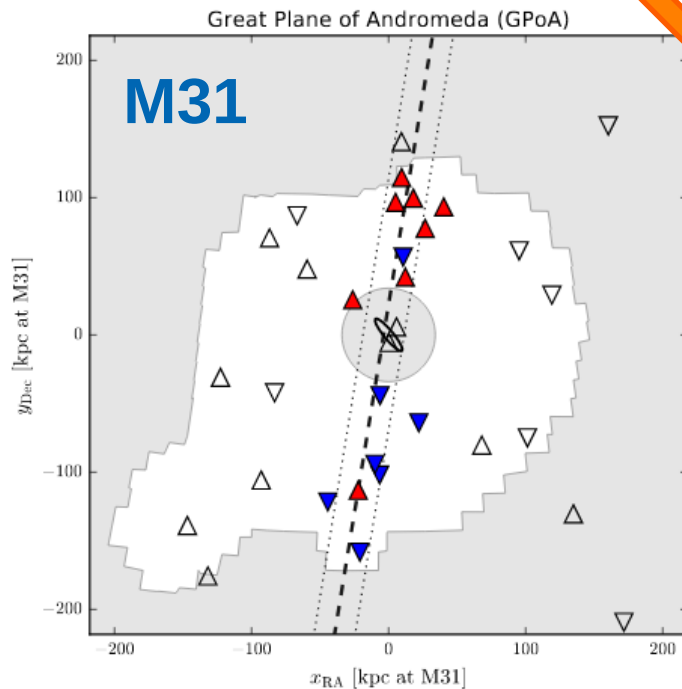 Great Plane of Andromeda (GPoA)
M31
200
100
0
−100
−200
y_Dec [kpc at M31]
−200 −100 0 100 200
x_RA [kpc at M31]